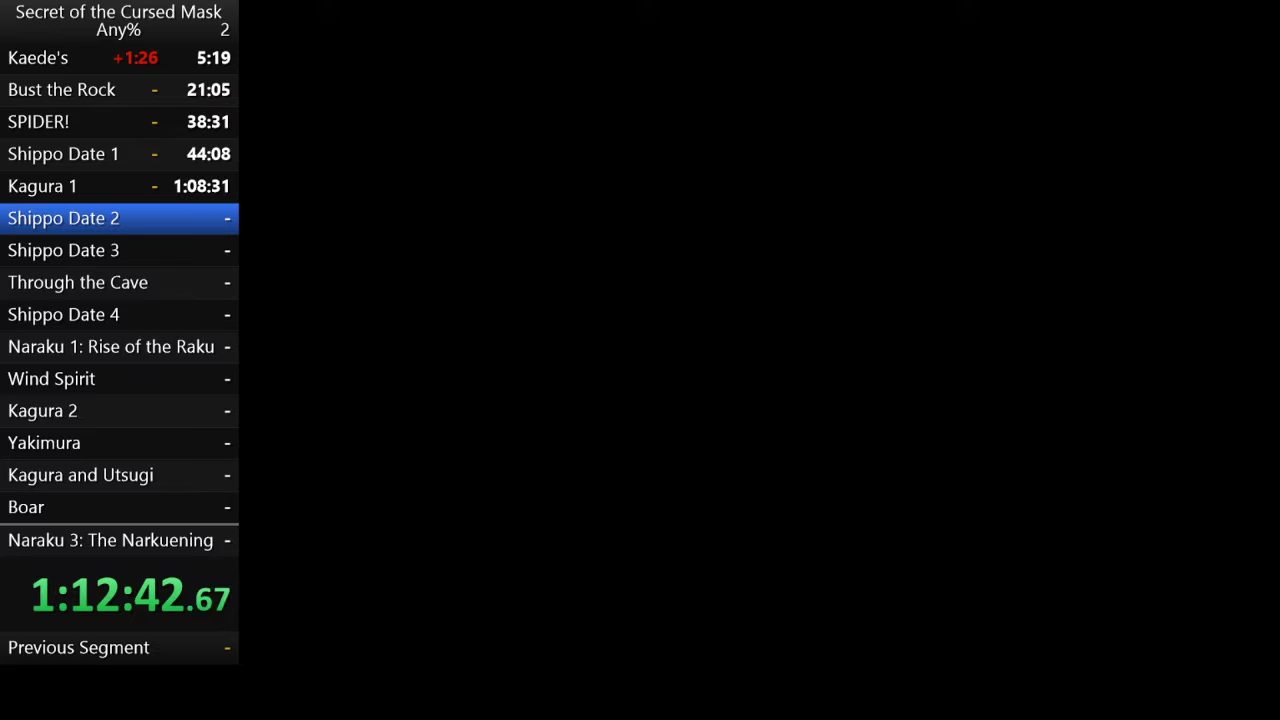 Secret of the Cursed Mask
Any% 2
Kaede's +1:26 5:19
Bust the Rock - 21:05
SPIDER! - 38:31
Shippo Date 1 - 44:08
Kagura 1 - 1:08:31
Shippo Date 2 -
Shippo Date 3 -
Through the Cave -
Shippo Date 4 -
Naraku 1: Rise of the Raku -
Wind Spirit -
Kagura 2 -
Yakimura -
Kagura and Utsugi -
Boar -
Naraku 3: The Narkuening -
1:12:42.67
Previous Segment -